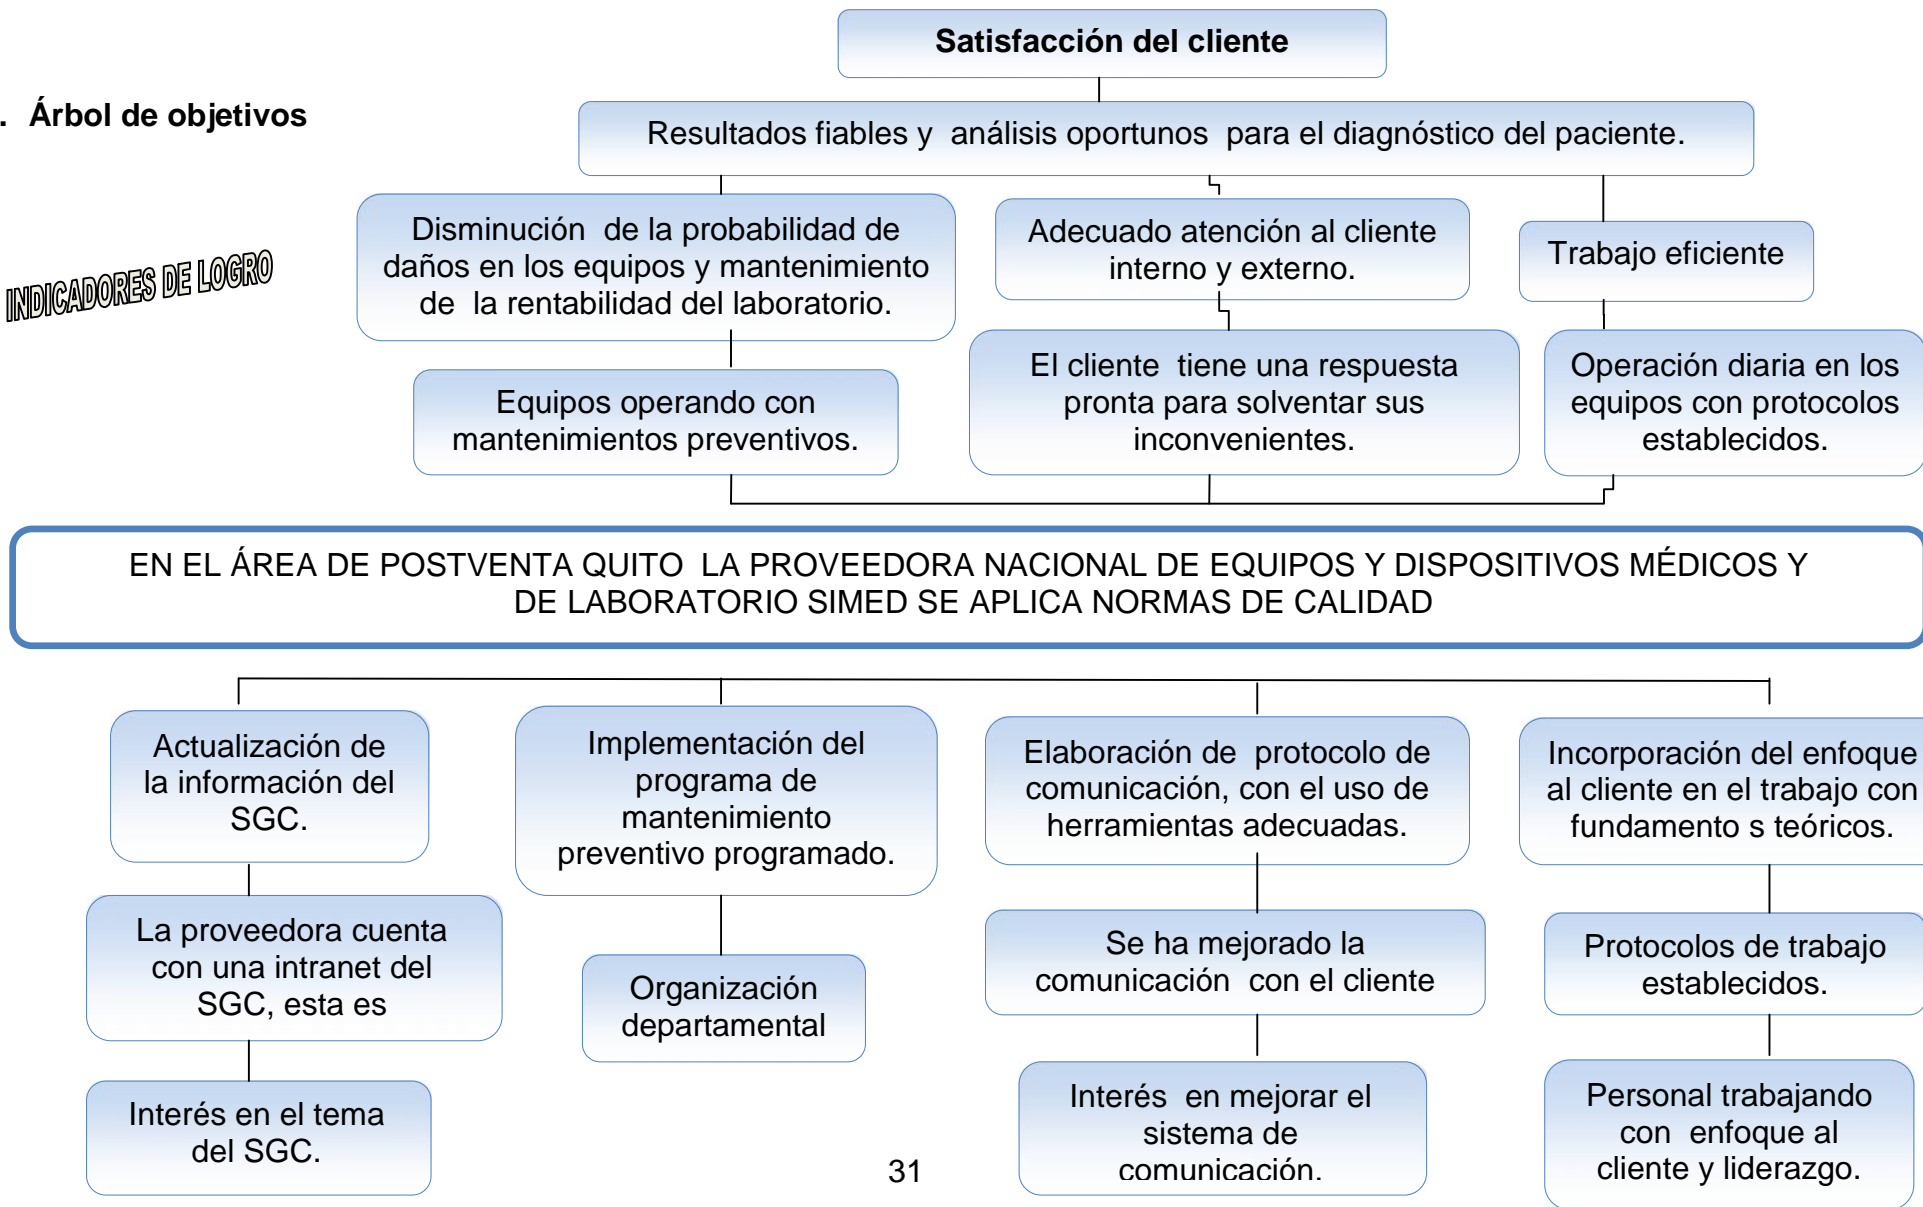 Satisfacción del cliente
. Árbol de objetivos
Resultados fiables y análisis oportunos para el diagnóstico del paciente.
INDICADORES DE LOGRO
Disminución de la probabilidad de
daños en los equipos y mantenimiento
de la rentabilidad del laboratorio.
Adecuado atención al cliente
interno y externo.
Trabajo eficiente
Equipos operando con
mantenimientos preventivos.
El cliente tiene una respuesta
pronta para solventar sus
inconvenientes.
Operación diaria en los
equipos con protocolos
establecidos.
EN EL ÁREA DE POSTVENTA QUITO LA PROVEEDORA NACIONAL DE EQUIPOS Y DISPOSITIVOS MÉDICOS Y
DE LABORATORIO SIMED SE APLICA NORMAS DE CALIDAD
Actualización de
la información del
SGC.
Implementación del
programa de
mantenimiento
preventivo programado.
Elaboración de protocolo de
comunicación, con el uso de
herramientas adecuadas.
Incorporación del enfoque
al cliente en el trabajo con
fundamento s teóricos.
La proveedora cuenta
con una intranet del
SGC, esta es
Organización
departamental
Se ha mejorado la
comunicación con el cliente
Protocolos de trabajo
establecidos.
Interés en el tema
del SGC.
Interés en mejorar el
sistema de
comunicación.
Personal trabajando
con enfoque al
cliente y liderazgo.
31